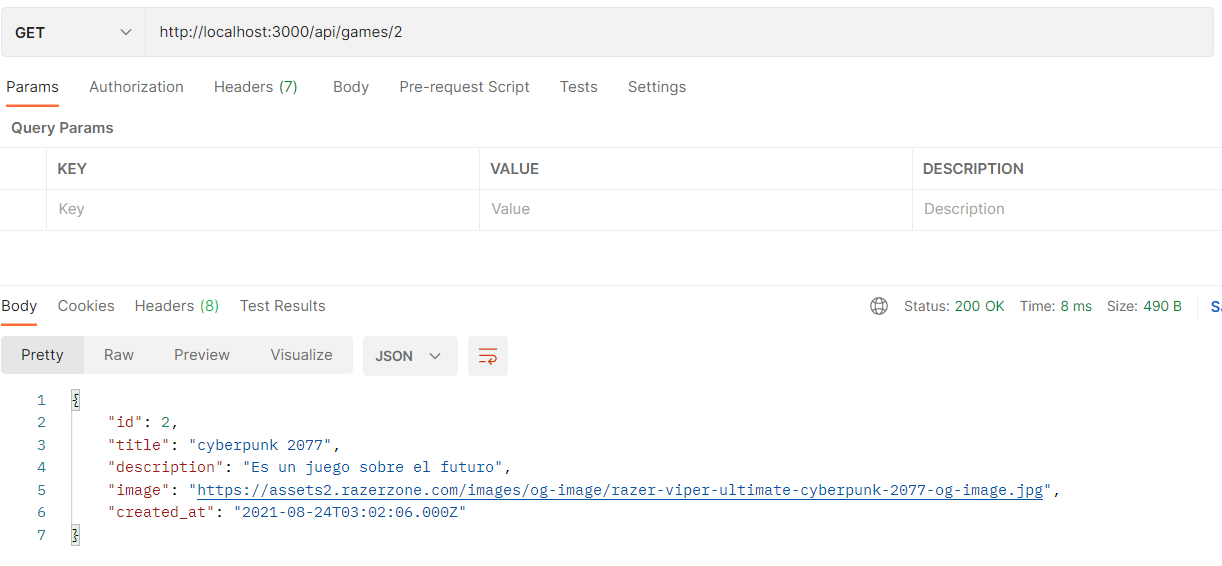 GET http://localhost:3000/api/games/2
Params Authorization Headers (7) Body Pre-request Script Tests Settings
Query Params
KEY VALUE DESCRIPTION
Key Value Description
Body Cookies Headers (8) Test Results Status: 200 OK Time: 8 ms Size: 490 B
Pretty Raw Preview Visualize JSON
1 {
2 "id": 2,
3 "title": "cyberpunk 2077",
4 "description": "Es un juego sobre el futuro",
5 "image": "https://assets2.razerzone.com/images/og-image/razer-viper-ultimate-cyberpunk-2077-og-image.jpg",
6 "created_at": "2021-08-24T03:02:06.000Z"
7 }